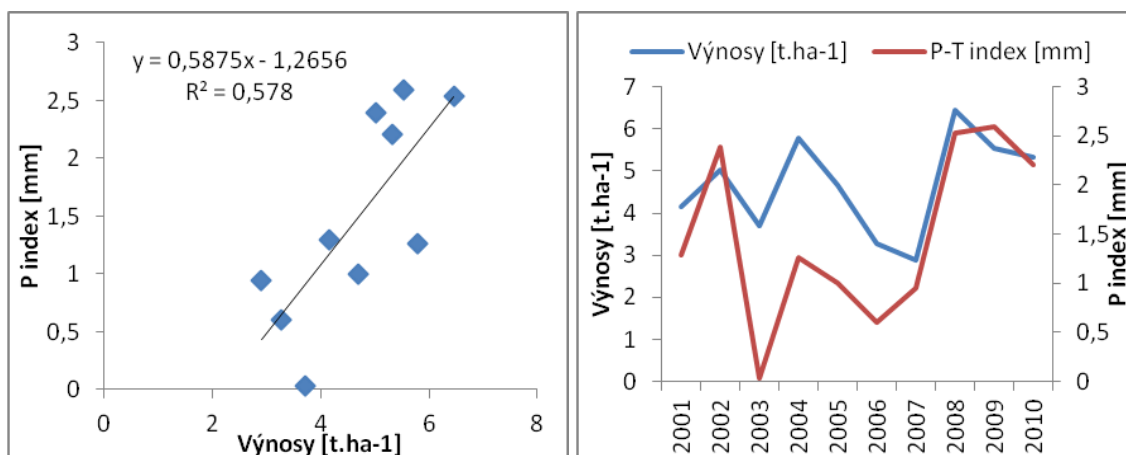 y = 0,5875x - 1,2656
R² = 0,578
3
2,5
2
1,5
1
0,5
0
P index [mm]
0 2 4 6 8
Výnosy [t.ha-1]
Výnosy [t.ha-1] P-T index [mm]
7
6
5
4
3
2
1
0
Výnosy [t.ha-1]
3
2,5
2
1,5
1
0,5
0
P index [mm]
2001 2002 2003 2004 2005 2006 2007 2008 2009 2010